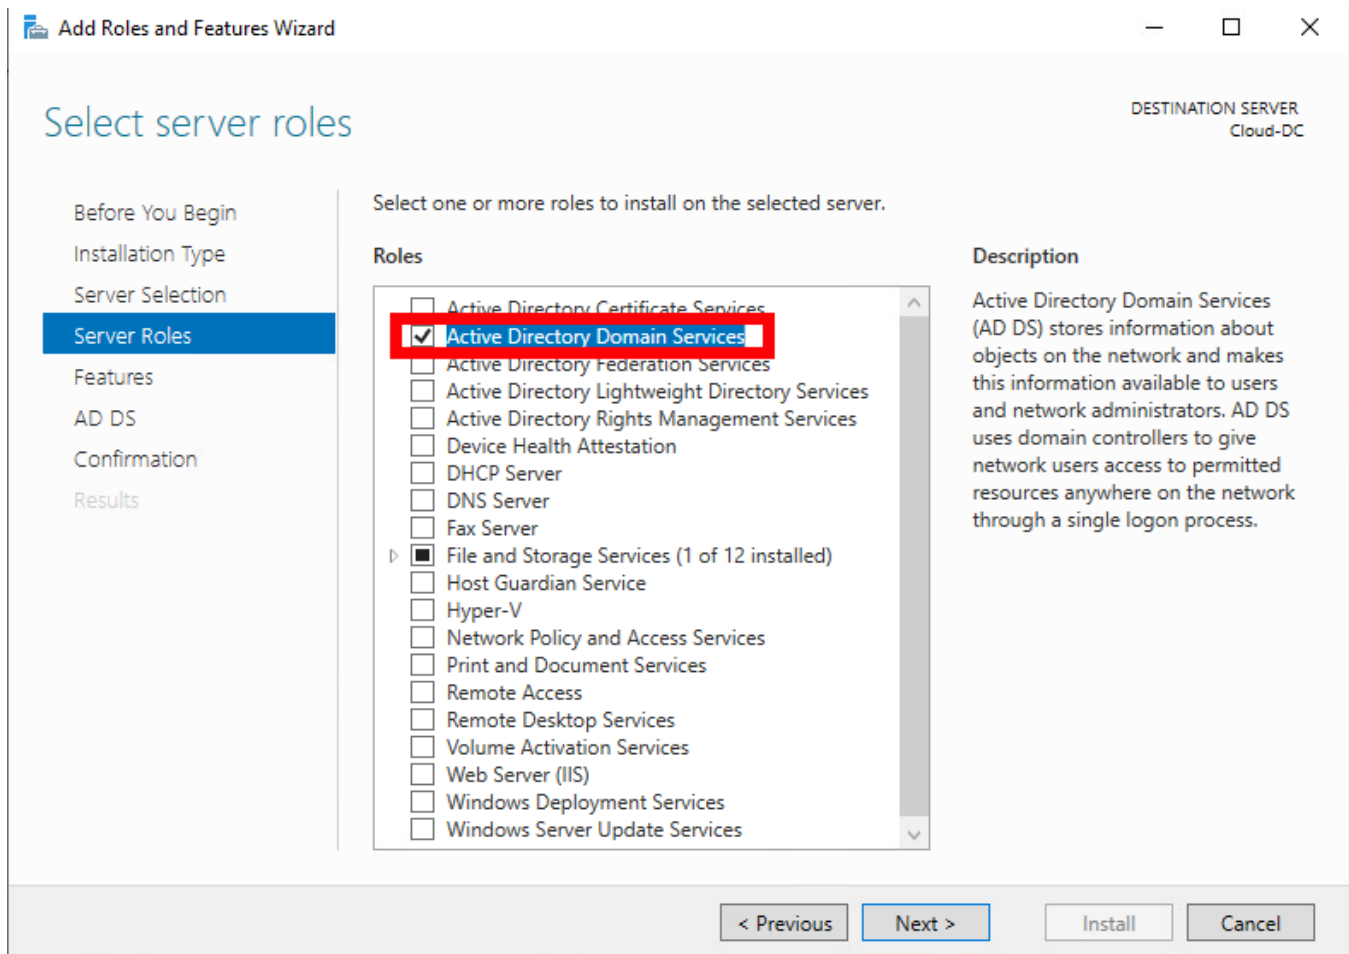 Add Roles and Features Wizard
Select server roles
DESTINATION SERVER
Cloud-DC
Before You Begin
Installation Type
Server Selection
Server Roles
Features
AD DS
Confirmation
Results
Select one or more roles to install on the selected server.
Roles
Active Directory Certificate Services
Active Directory Domain Services
Active Directory Federation Services
Active Directory Lightweight Directory Services
Active Directory Rights Management Services
Device Health Attestation
DHCP Server
DNS Server
Fax Server
File and Storage Services (1 of 12 installed)
Host Guardian Service
Hyper-V
Network Policy and Access Services
Print and Document Services
Remote Access
Remote Desktop Services
Volume Activation Services
Web Server (IIS)
Windows Deployment Services
Windows Server Update Services
Description
Active Directory Domain Services
(AD DS) stores information about
objects on the network and makes
this information available to users
and network administrators. AD DS
uses domain controllers to give
network users access to permitted
resources anywhere on the network
through a single logon process.
< Previous
Next >
Install
Cancel